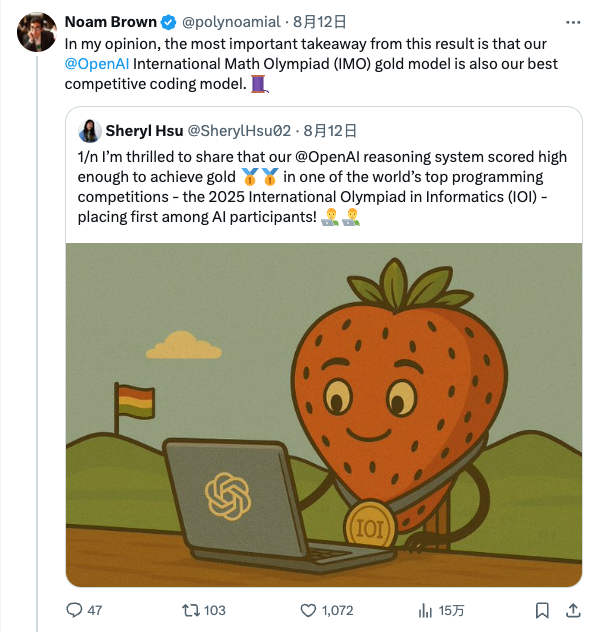 Noam Brown @polynoamial · 8月12日
In my opinion, the most important takeaway from this result is that our
@OpenAI International Math Olympiad (IMO) gold model is also our best
competitive coding model. 🧵
Sheryl Hsu @SherylHsu02 · 8月12日
1/n I’m thrilled to share that our @OpenAI reasoning system scored high
enough to achieve gold 🥇🥇 in one of the world’s top programming
competitions - the 2025 International Olympiad in Informatics (IOI) -
placing first among AI participants! 👨‍💻👨‍💻
IOI
47 103 1,072 15万